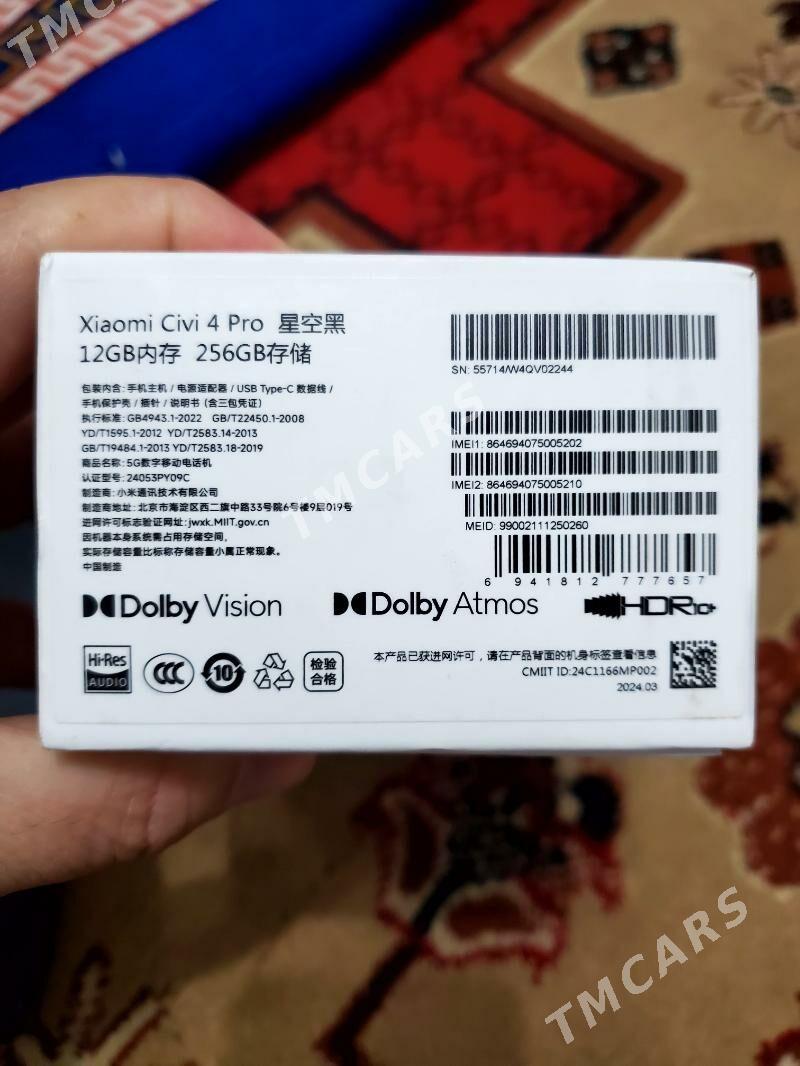 TMCARS
Xiaomi Civi 4 Pro 星空黑
12GB内存 256GB存储
包装内含: 手机主机 / 电源适配器 / USB Type-C 数据线 /
手机保护壳 / 插针 / 说明书 (含三包凭证)
执行标准: GB4943.1-2022 GB/T22450.1-2008
YD/T1595.1-2012 YD/T2583.14-2013
GB/T19484.1-2013 YD/T2583.18-2019
商品名称: 5G数字移动电话机
认证型号: 24053PY09C
制造商: 小米通讯技术有限公司
制造商地址: 北京市海淀区西二旗中路33号院6号楼9层019号
进网许可标志验证网址: jwxk.MIIT.gov.cn
因机器本身系统需占用存储空间,
实际存储容量比标称存储容量小属正常现象。
中国制造
SN: 55714/W4QV02244
IMEI1: 864694075005202
IMEI2: 864694075005210
MEID: 99002111250260
6 941812 777657
TMCARS
Dolby Vision
Dolby Atmos
HDR10+
Hi-Res
AUDIO
CCC
10
检验
合格
本产品已获进网许可, 请在产品背面的机身标签查看信息
CMIIT ID:24C1166MP002
2024.03
TMCARS